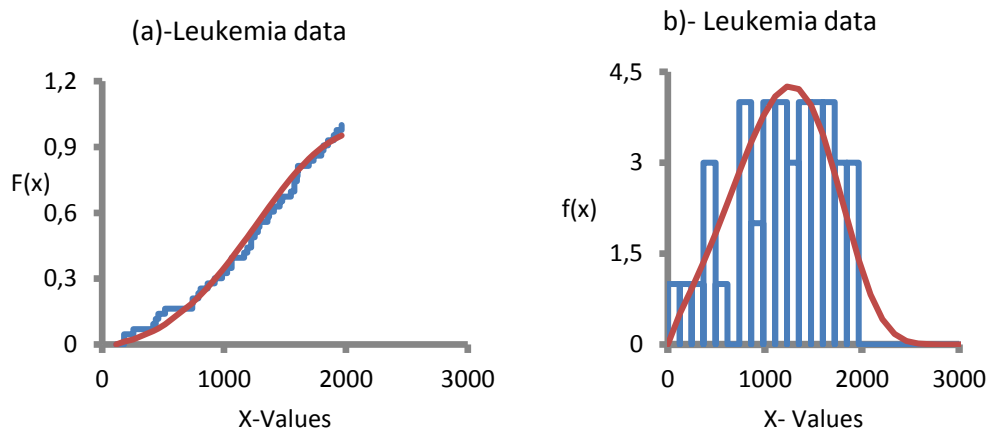 (a)-Leukemia data
1,2
0,9
F(x)
0,6
0,3
0
0 1000 2000 3000
X-Values
b)- Leukemia data
4,5
3
f(x)
1,5
0
0 1000 2000 3000
X- Values